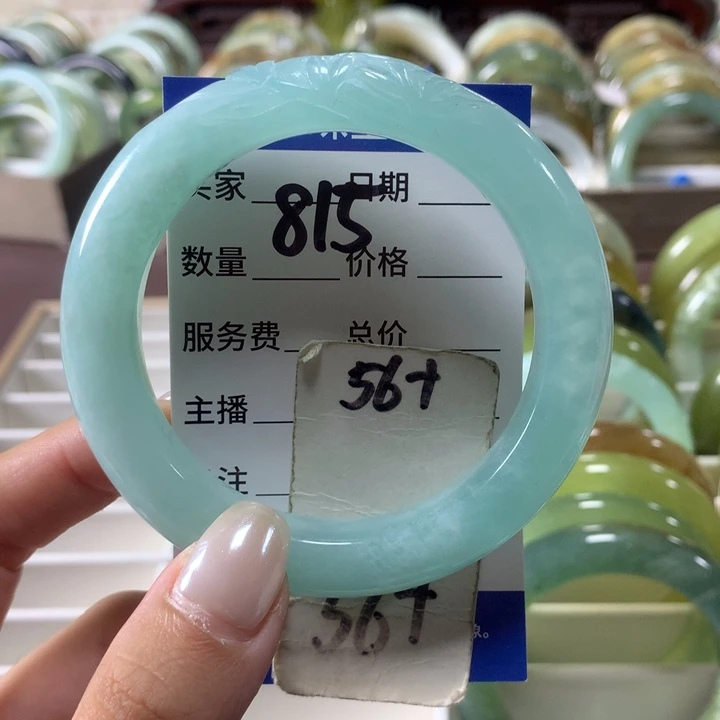 家 日期
815
数量 价格
服务费 总价
56+
主播
注
56+